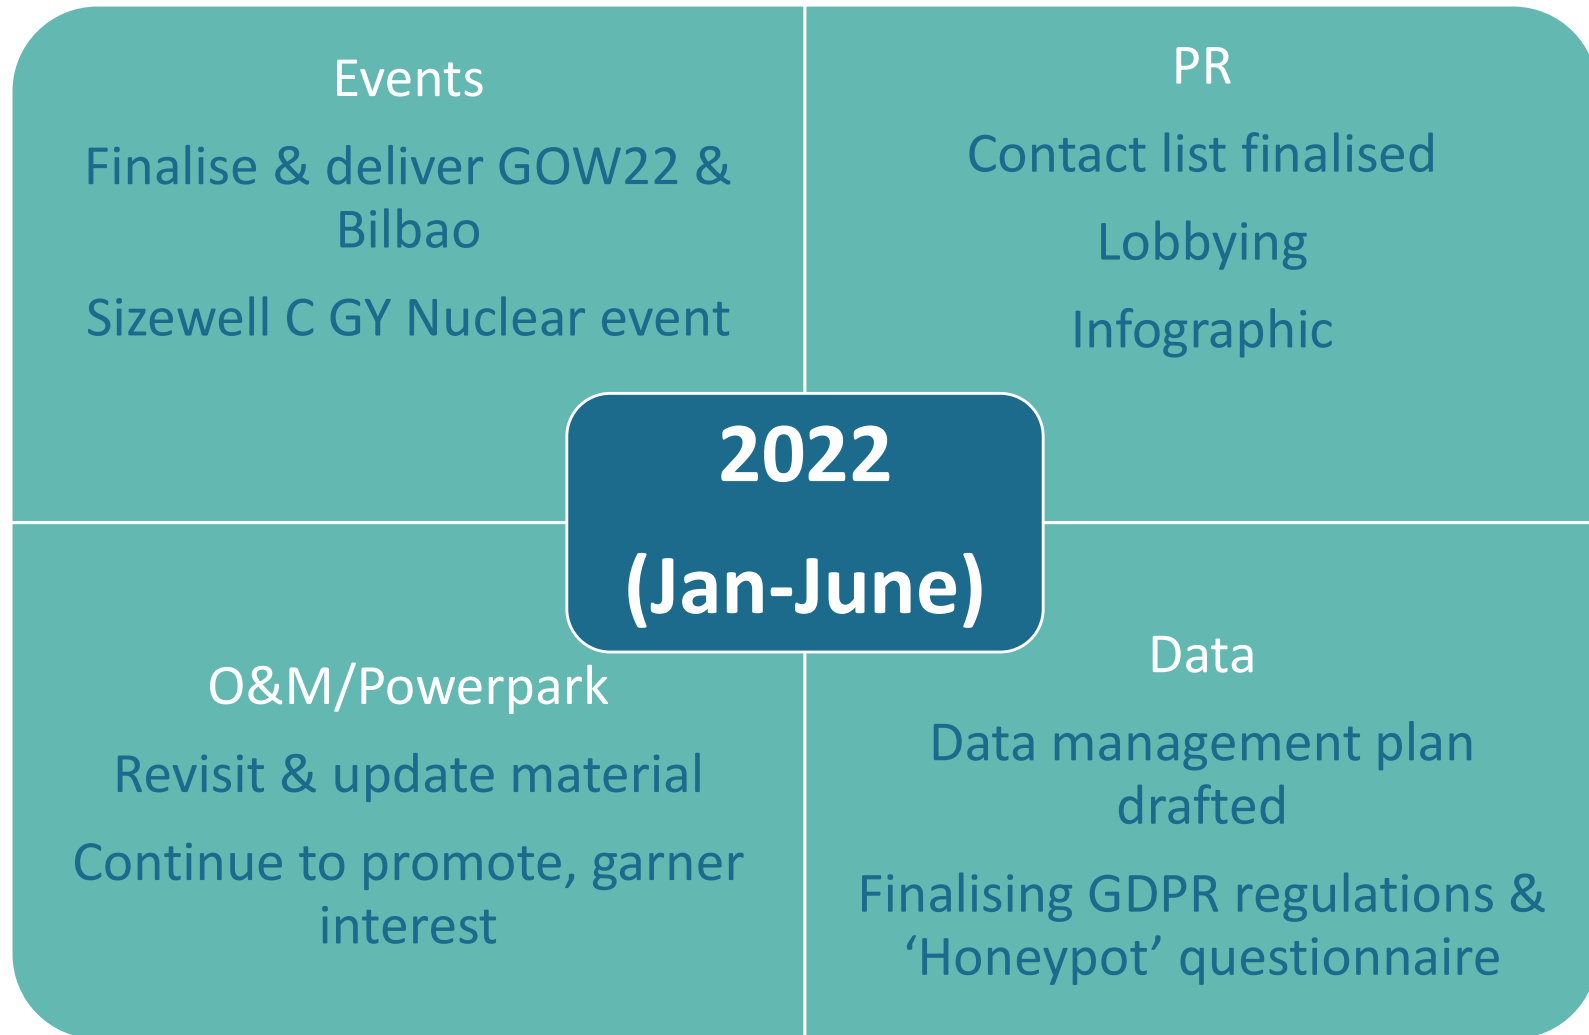 Events
Finalise & deliver GOW22 &
Bilbao
Sizewell C GY Nuclear event
PR
Contact list finalised
Lobbying
Infographic
2022
(Jan-June)
O&M/Powerpark
Revisit & update material
Continue to promote, garner
interest
Data
Data management plan
drafted
Finalising GDPR regulations &
‘Honeypot’ questionnaire